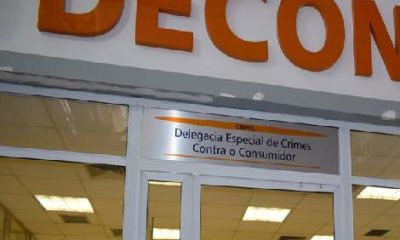 DECON
Delegacia Especial de Crimes
Contra o Consumidor